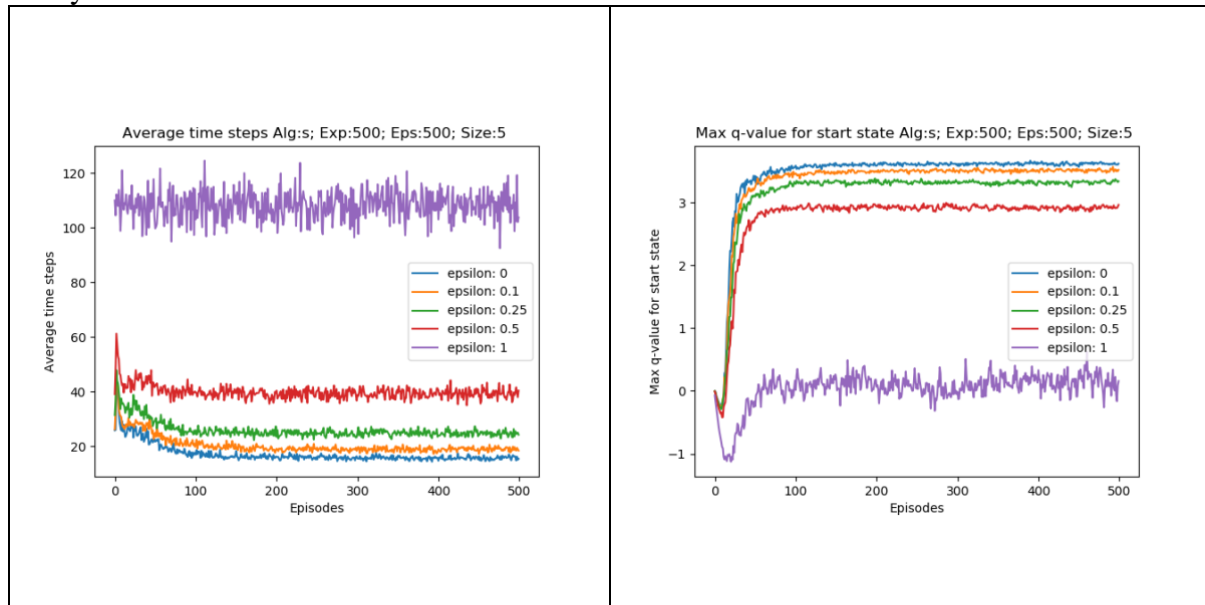 Average time steps Alg:s; Exp:500; Eps:500; Size:5
120
100
80
60
40
20
Average time steps
epsilon: 0
epsilon: 0.1
epsilon: 0.25
epsilon: 0.5
epsilon: 1
0
100
200
300
400
500
Episodes
Max q-value for start state Alg:s; Exp:500; Eps:500; Size:5
3
2
1
0
−1
Max q-value for start state
epsilon: 0
epsilon: 0.1
epsilon: 0.25
epsilon: 0.5
epsilon: 1
0
100
200
300
400
500
Episodes